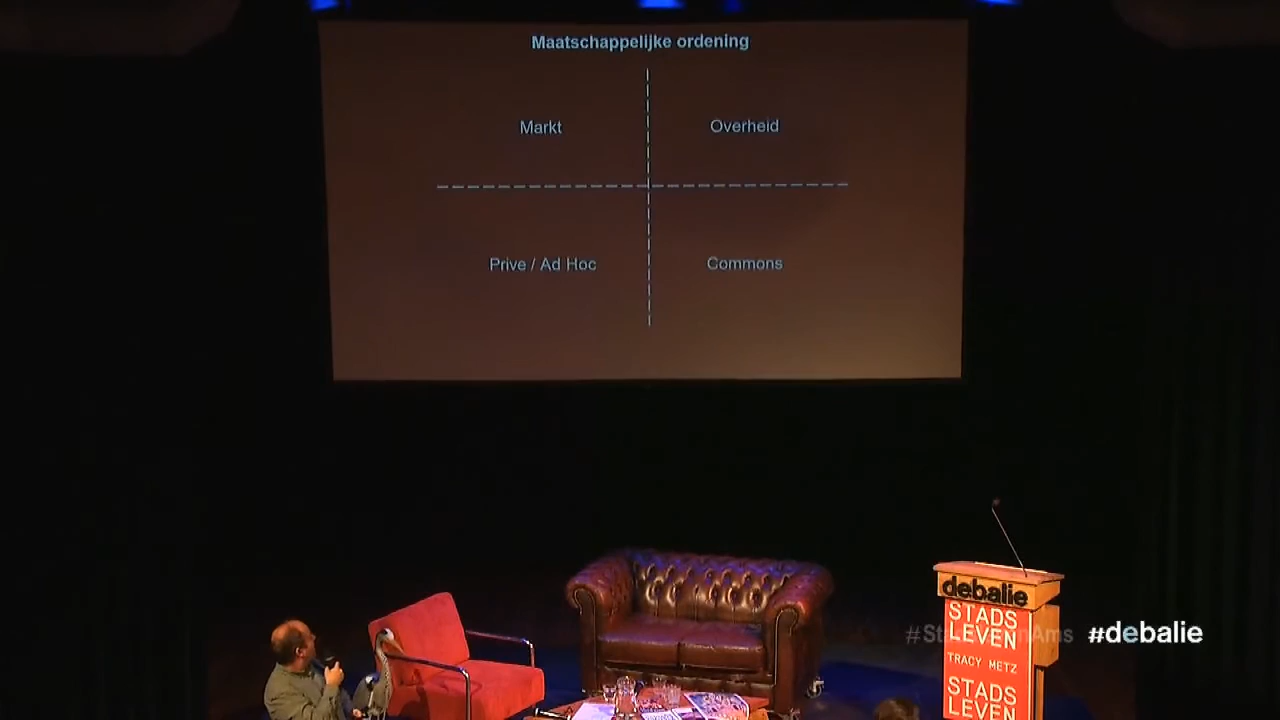 Maatschappelijke ordening
Markt
Overheid
Prive / Ad Hoc
Commons
debalie
STADS
LEVEN
TRACY METZ
STADS
LEVEN
#debalie